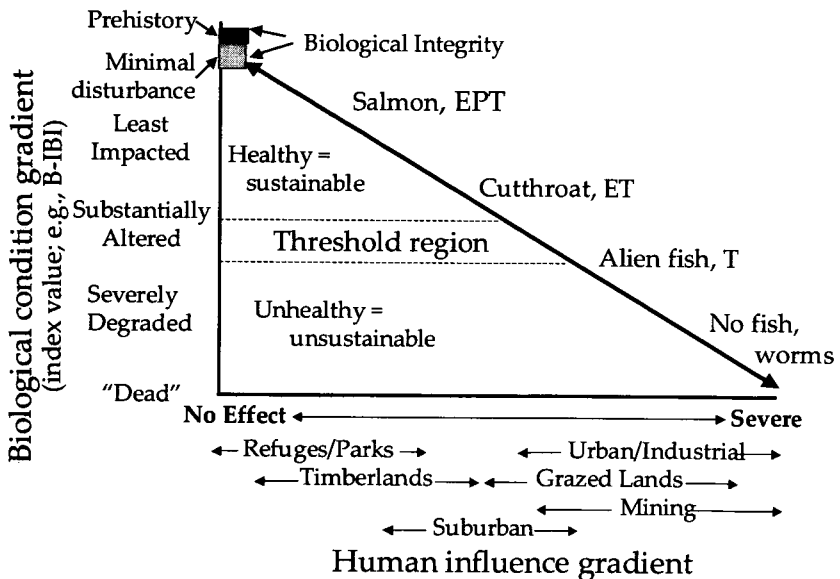 Biological condition gradient
(index value; e.g., B-IBI)
Prehistory
Minimal
disturbance
Least
Impacted
Substantially
Altered
Severely
Degraded
“Dead”
Biological Integrity
Salmon, EPT
Healthy =
sustainable
Cutthroat, ET
Threshold region
Alien fish, T
Unhealthy =
unsustainable
No fish,
worms
No Effect
Severe
Refuges/Parks
Urban/Industrial
Timberlands
Grazed Lands
Mining
Suburban
Human influence gradient